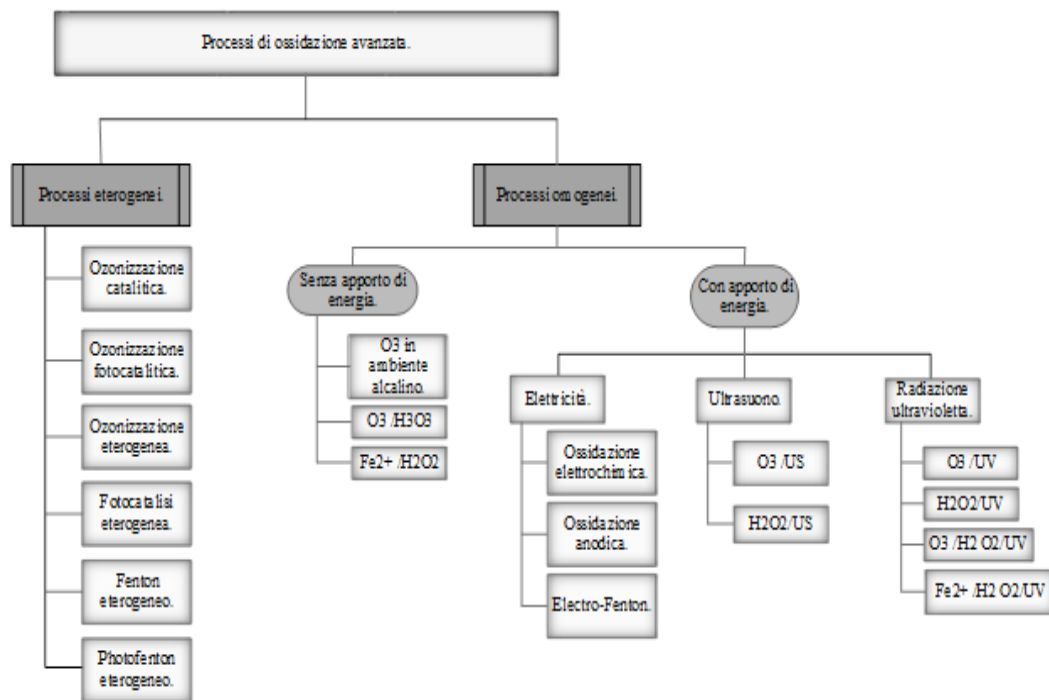 Processi di ossidazione avanzata.
Processi eterogenei.
Processi omogenei.
Ozonizzazione
catalitica.
Ozonizzazione
fotocatalitica.
Ozonizzazione
eterogenea.
Fotocatalisi
eterogenea.
Fenton
eterogeneo.
Photofenton
eterogeneo.
Senza apporto di
energia.
O3 in
ambiente
alcalino.
O3 /H3O3
Fe2+ /H2O2
Con apporto di
energia.
Elettricità.
Ossidazione
elettrochimica.
Ossidazione
anodica.
Electro-Fenton.
Ultrasuono.
O3 /US
H2O2/US
Radiazione
ultravioletta.
O3 /UV
H2O2/UV
O3 /H2 O2/UV
Fe2+ /H2 O2/UV